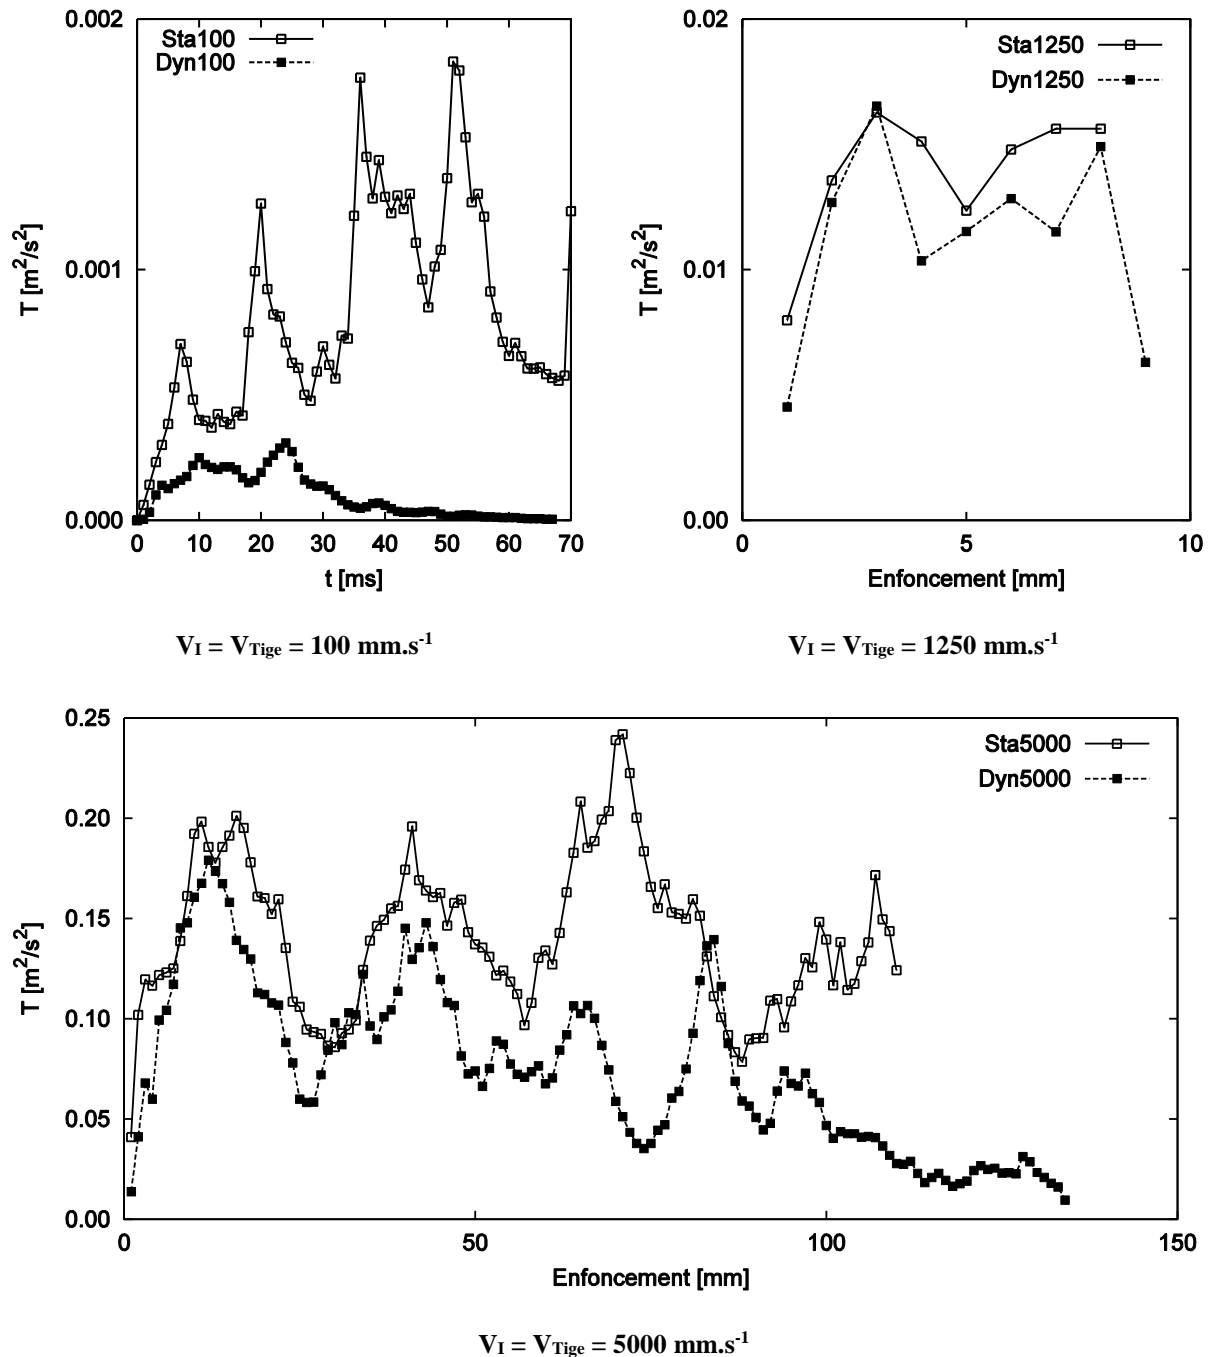 0.002
Sta100
Dyn100
0.001
0.000
T [m²/s²]
0 10 20 30 40 50 60 70
t [ms]
V_I = V_Tige = 100 mm.s⁻¹
0.02
Sta1250
Dyn1250
0.01
0.00
T [m²/s²]
0 5 10
Enfoncement [mm]
V_I = V_Tige = 1250 mm.s⁻¹
0.25
Sta5000
Dyn5000
0.20
0.15
0.10
0.05
0.00
T [m²/s²]
0 50 100 150
Enfoncement [mm]
V_I = V_Tige = 5000 mm.s⁻¹